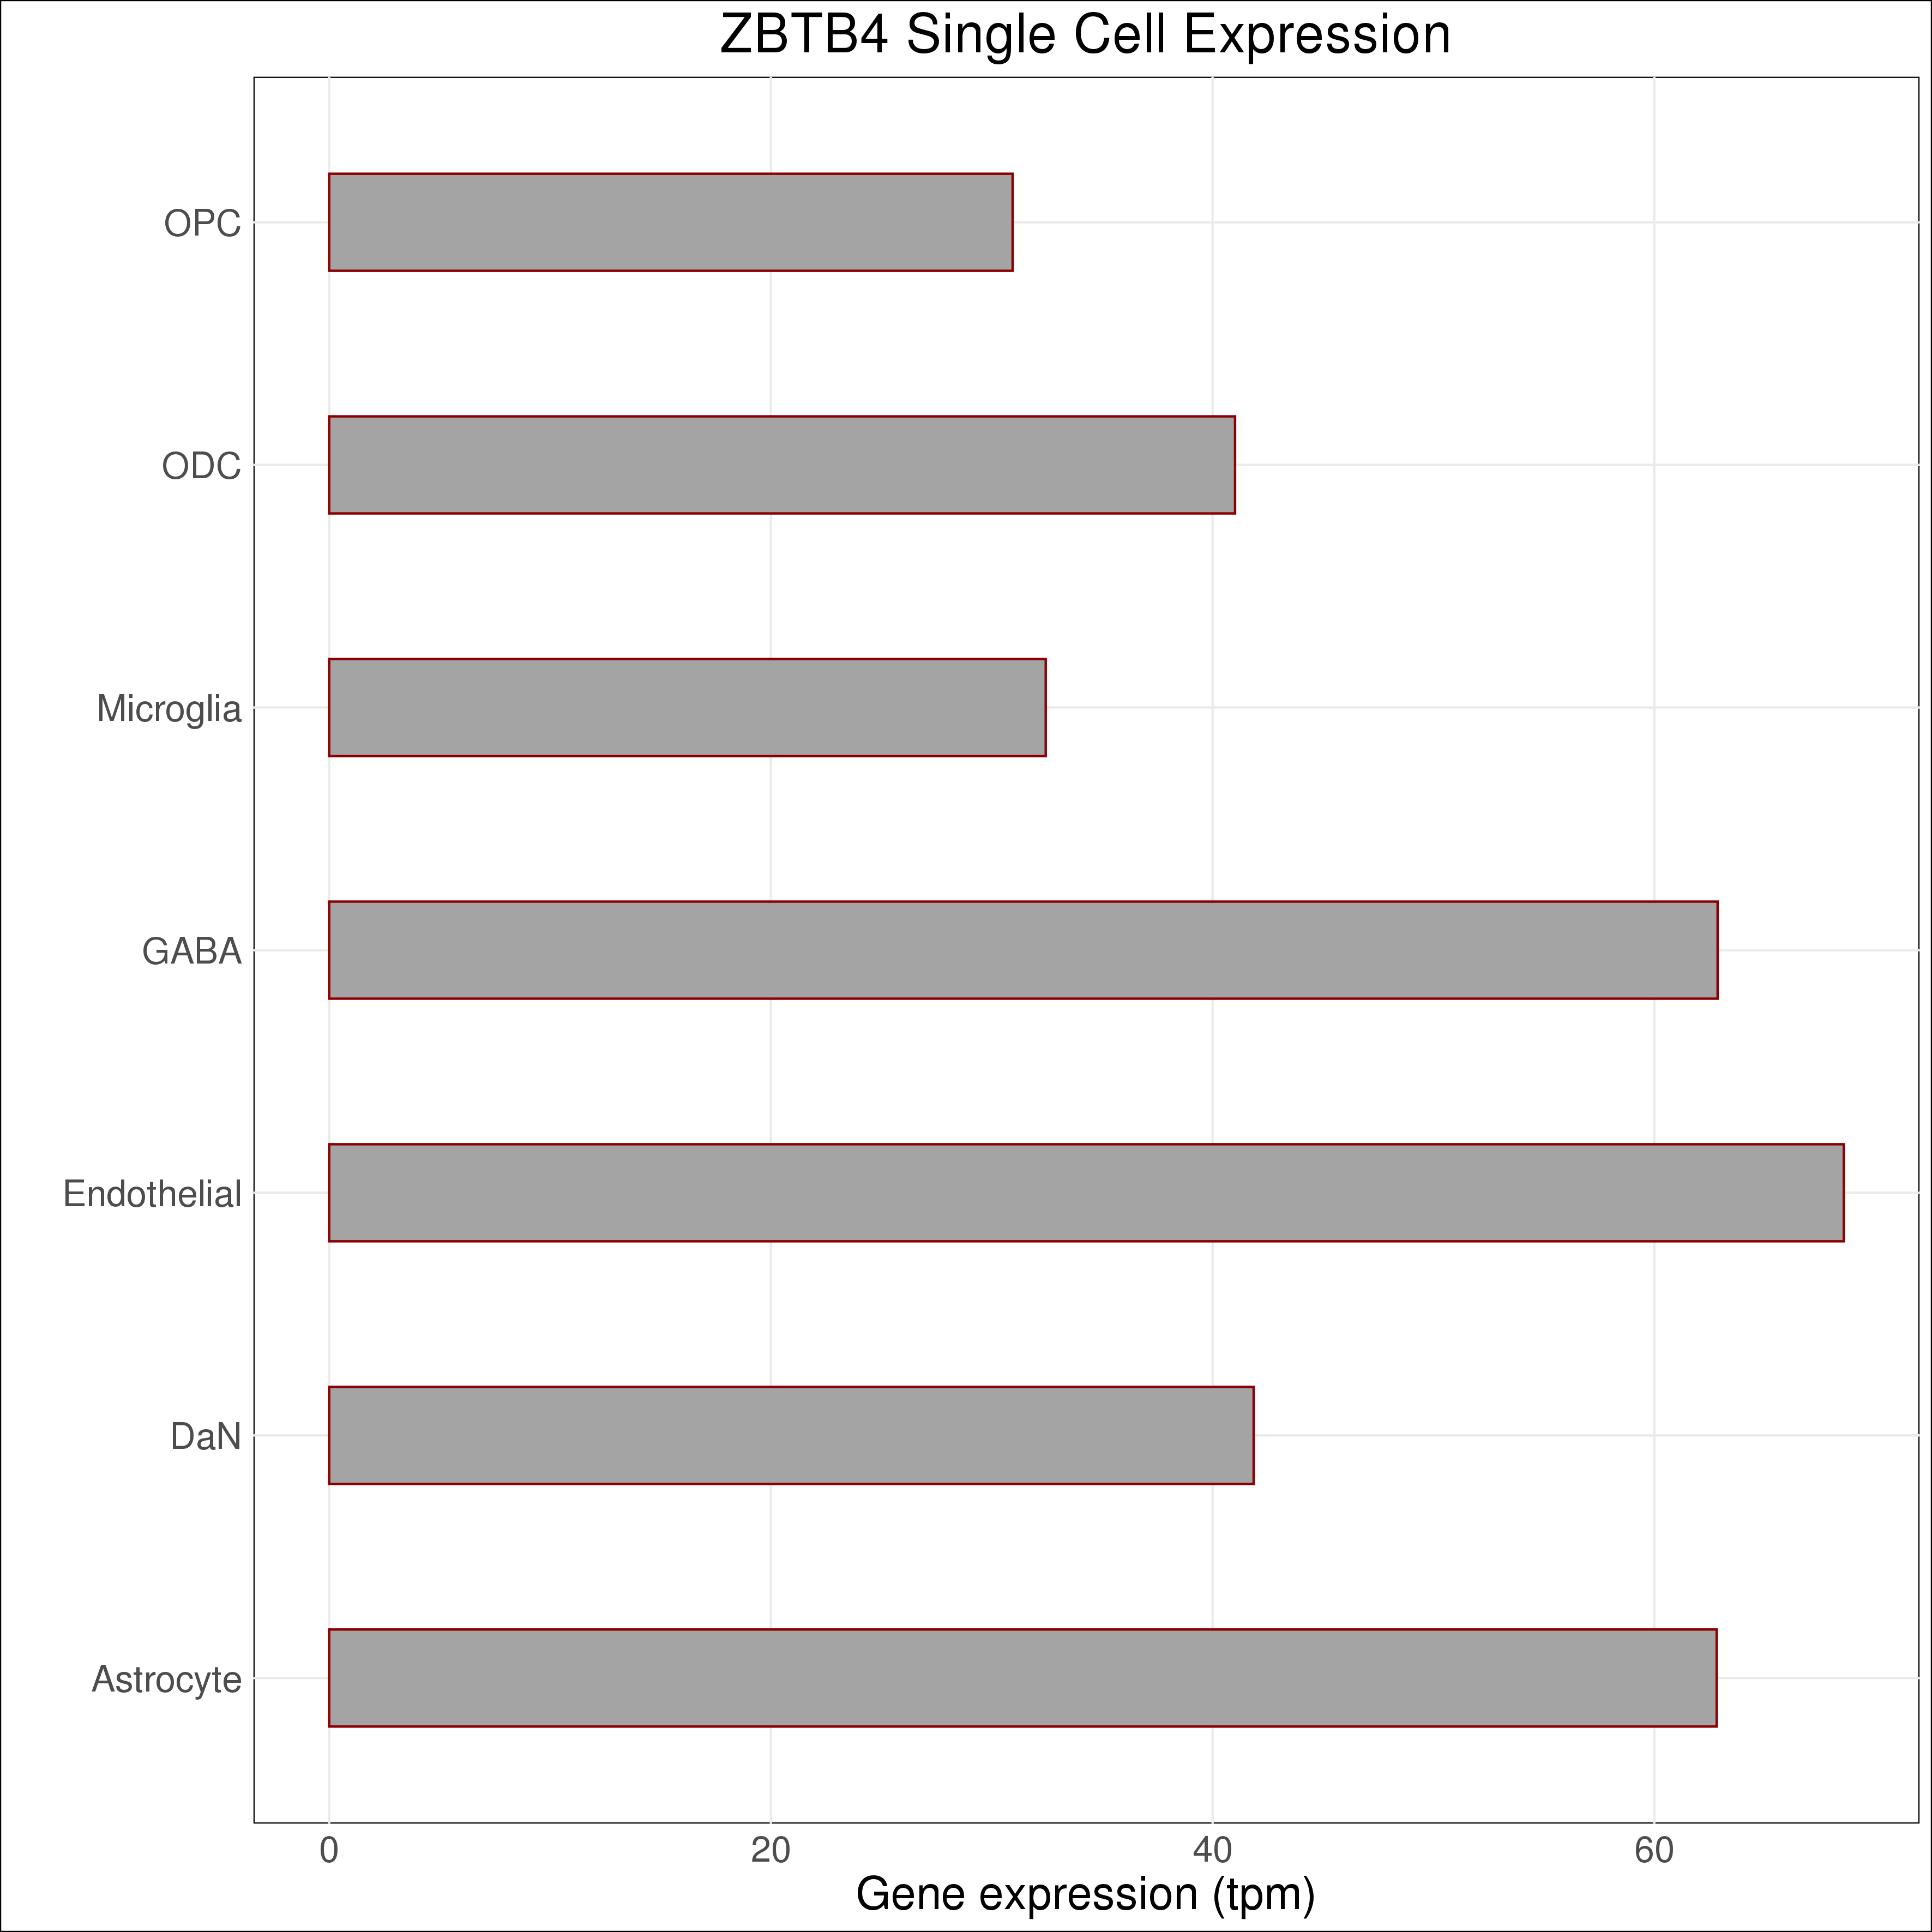 ZBTB4 Single Cell Expression
OPC
ODC
Microglia
GABA
Endothelial
DaN
Astrocyte
0 20 40 60
Gene expression (tpm)